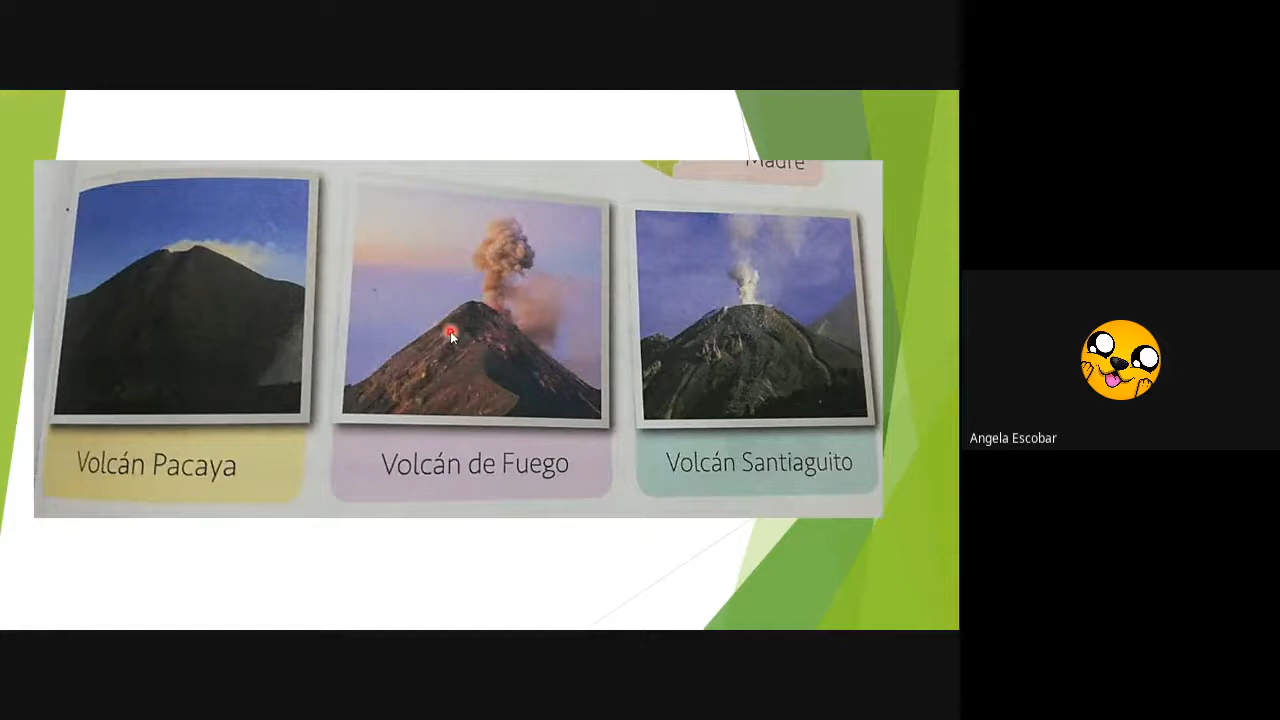 Madre
Volcán Pacaya
Volcán de Fuego
Volcán Santiaguito
Angela Escobar